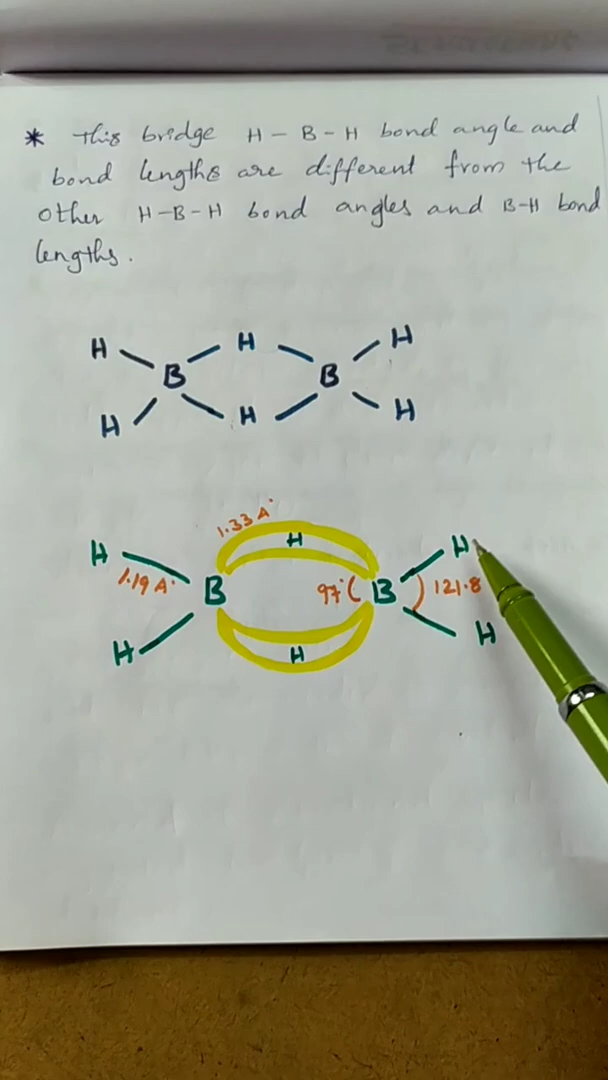 * This bridge H - B - H bond angle and
bond lengths are different from the
other H-B-H bond angles and B-H bond
lengths.
H H H
B B
H H H
1.33 A°
H H H
1.19 A° B 97° B 121.8
H H H